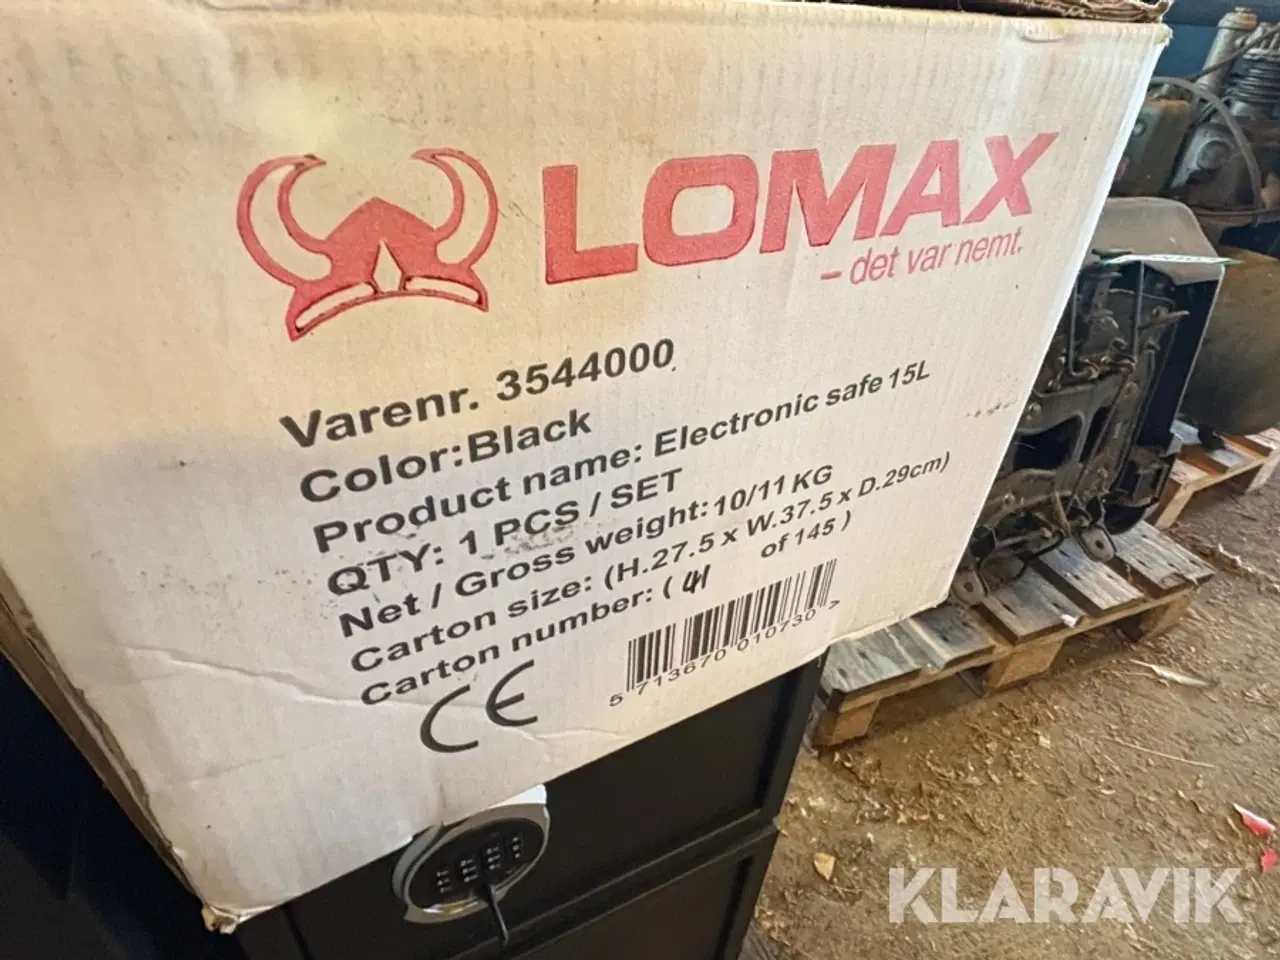 LOMAX
– det var nemt.
Varenr. 3544000
Color:Black
Product name: Electronic safe 15L
QTY: 1 PCS / SET
Net / Gross weight:10/11 KG
Carton size: (H.27.5 x W.37.5 x D.29cm)
Carton number: ( 41 of 145 )
5 713670 010730 7
CE
KLARAVIK